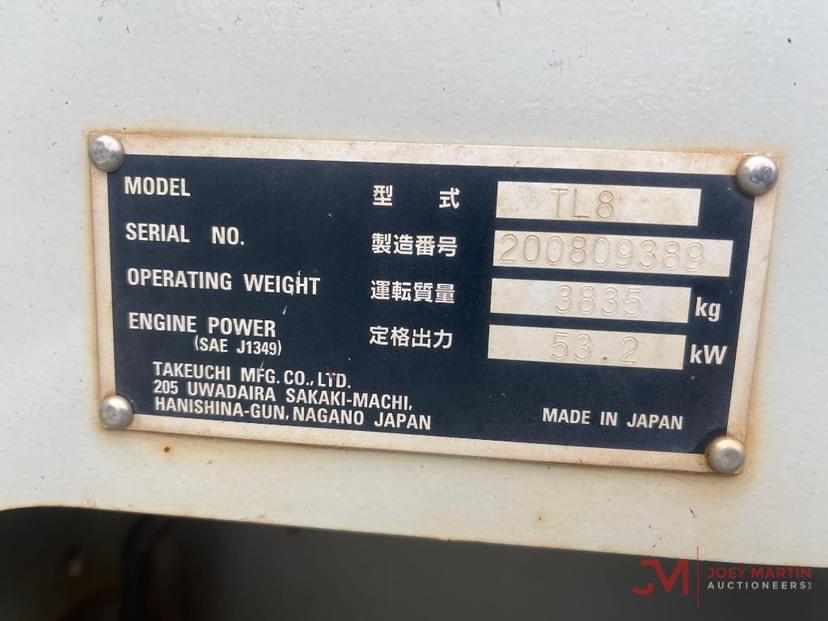 MODEL 型式 TL8
SERIAL NO. 製造番号 200809389
OPERATING WEIGHT 運転質量 3835 kg
ENGINE POWER 定格出力 53.2 kW
(SAE J1349)
TAKEUCHI MFG. CO., LTD.
205 UWADAIRA SAKAKI-MACHI,
HANISHINA-GUN, NAGANO JAPAN
MADE IN JAPAN
JM JOEY MARTIN
AUCTIONEERS